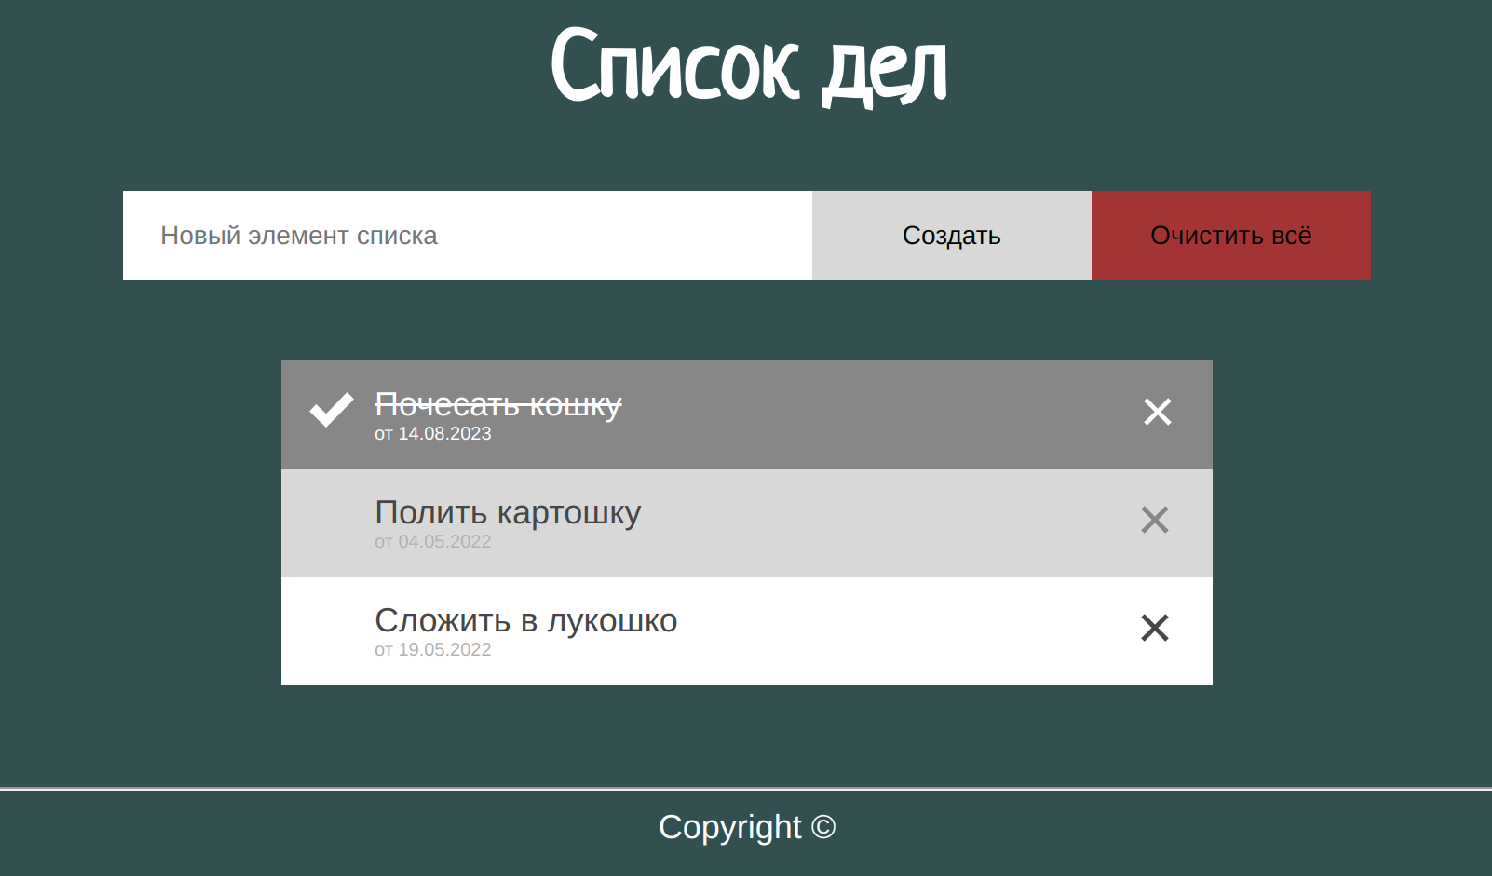 Список дел
Новый элемент списка
Создать
Очистить всё
Почесать кошку
от 14.08.2023
Полить картошку
от 04.05.2022
Сложить в лукошко
от 19.05.2022
Copyright ©